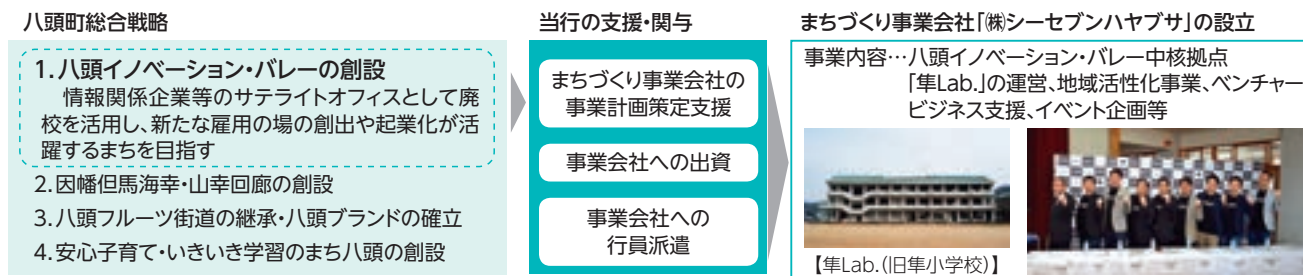 八頭町総合戦略
1.八頭イノベーション・バレーの創設
情報関係企業等のサテライトオフィスとして廃
校を活用し、新たな雇用の場の創出や起業化が活
躍するまちを目指す
2.因幡但馬海幸・山幸回廊の創設
3.八頭フルーツ街道の継承・八頭ブランドの確立
4.安心子育て・いきいき学習のまち八頭の創設
当行の支援・関与
まちづくり事業会社の
事業計画策定支援
事業会社への出資
事業会社への
行員派遣
まちづくり事業会社「㈱シーセブンハヤブサ」の設立
事業内容…八頭イノベーション・バレー中核拠点
「隼Lab.」の運営、地域活性化事業、ベンチャー
ビジネス支援、イベント企画等
【隼Lab.(旧隼小学校)】